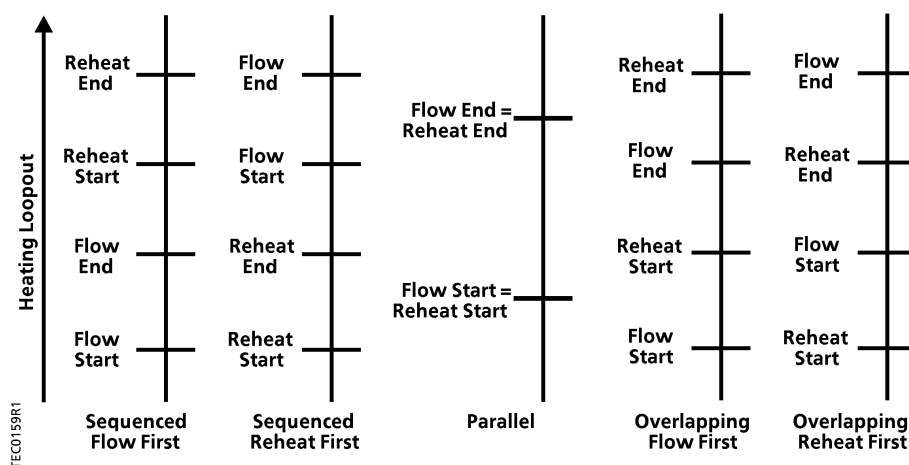 Heating Loopout
TEC0159R1
Reheat
End
Reheat
Start
Flow
End
Flow
Start
Sequenced
Flow First
Flow
End
Flow
Start
Reheat
End
Reheat
Start
Sequenced
Reheat First
Flow End =
Reheat End
Flow Start =
Reheat Start
Parallel
Reheat
End
Flow
End
Reheat
Start
Flow
Start
Overlapping
Flow First
Flow
End
Reheat
End
Flow
Start
Reheat
Start
Overlapping
Reheat First